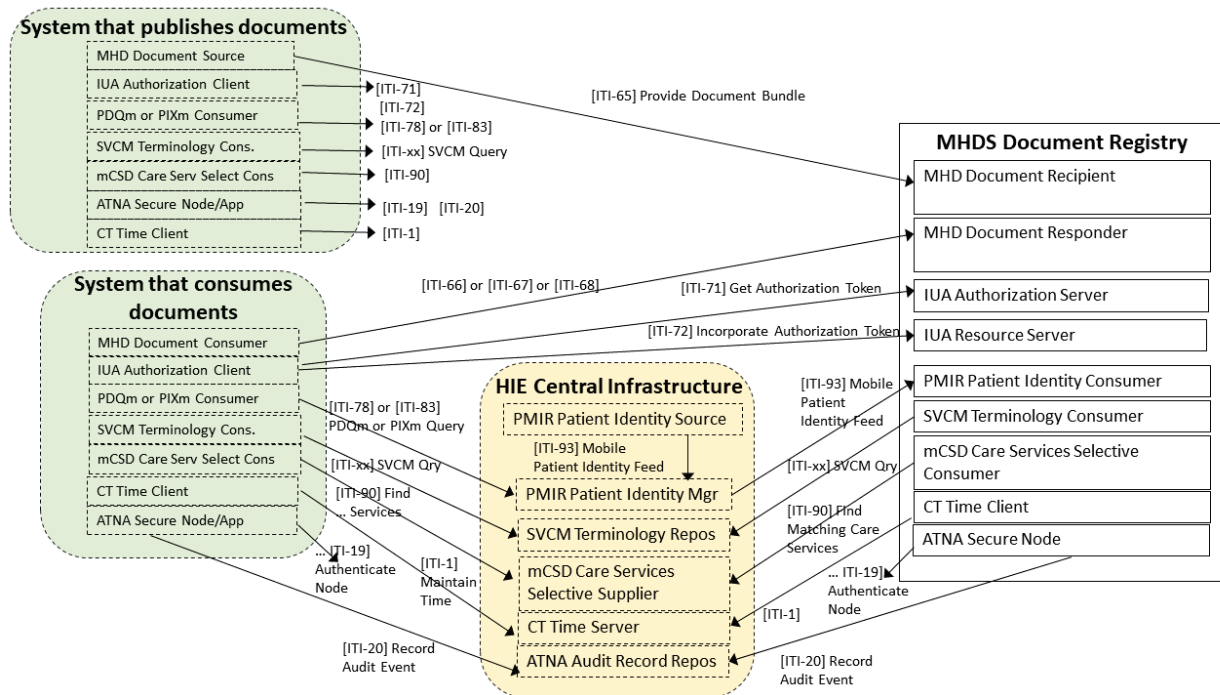 System that publishes documents
MHD Document Source
IUA Authorization Client
PDQm or PIXm Consumer
SVCM Terminology Cons.
mCSD Care Serv Select Cons
ATNA Secure Node/App
CT Time Client
[ITI-71]
[ITI-72]
[ITI-78] or [ITI-83]
[ITI-xx] SVCM Query
[ITI-90]
[ITI-19] [ITI-20]
[ITI-1]
[ITI-65] Provide Document Bundle
MHDS Document Registry
MHD Document Recipient
MHD Document Responder
IUA Authorization Server
IUA Resource Server
PMIR Patient Identity Consumer
SVCM Terminology Consumer
mCSD Care Services Selective
Consumer
CT Time Client
ATNA Secure Node
System that consumes
documents
MHD Document Consumer
IUA Authorization Client
PDQm or PIXm Consumer
SVCM Terminology Cons.
mCSD Care Serv Select Cons
CT Time Client
ATNA Secure Node/App
[ITI-66] or [ITI-67] or [ITI-68]
[ITI-71] Get Authorization Token
[ITI-72] Incorporate Authorization Token
[ITI-78] or [ITI-83]
PDQm or PIXm Query
[ITI-xx] SVCM Qry
[ITI-90] Find
... Services
... ITI-19]
Authenticate
Node
[ITI-1]
Maintain
Time
[ITI-20] Record
Audit Event
HIE Central Infrastructure
PMIR Patient Identity Source
[ITI-93] Mobile
Patient Identity Feed
PMIR Patient Identity Mgr
SVCM Terminology Repos
mCSD Care Services
Selective Supplier
CT Time Server
ATNA Audit Record Repos
[ITI-93] Mobile
Patient
Identity Feed
[ITI-xx] SVCM Qry
[ITI-90] Find
Matching Care
Services
... ITI-19]
Authenticate
Node
[ITI-1]
[ITI-20] Record
Audit Event